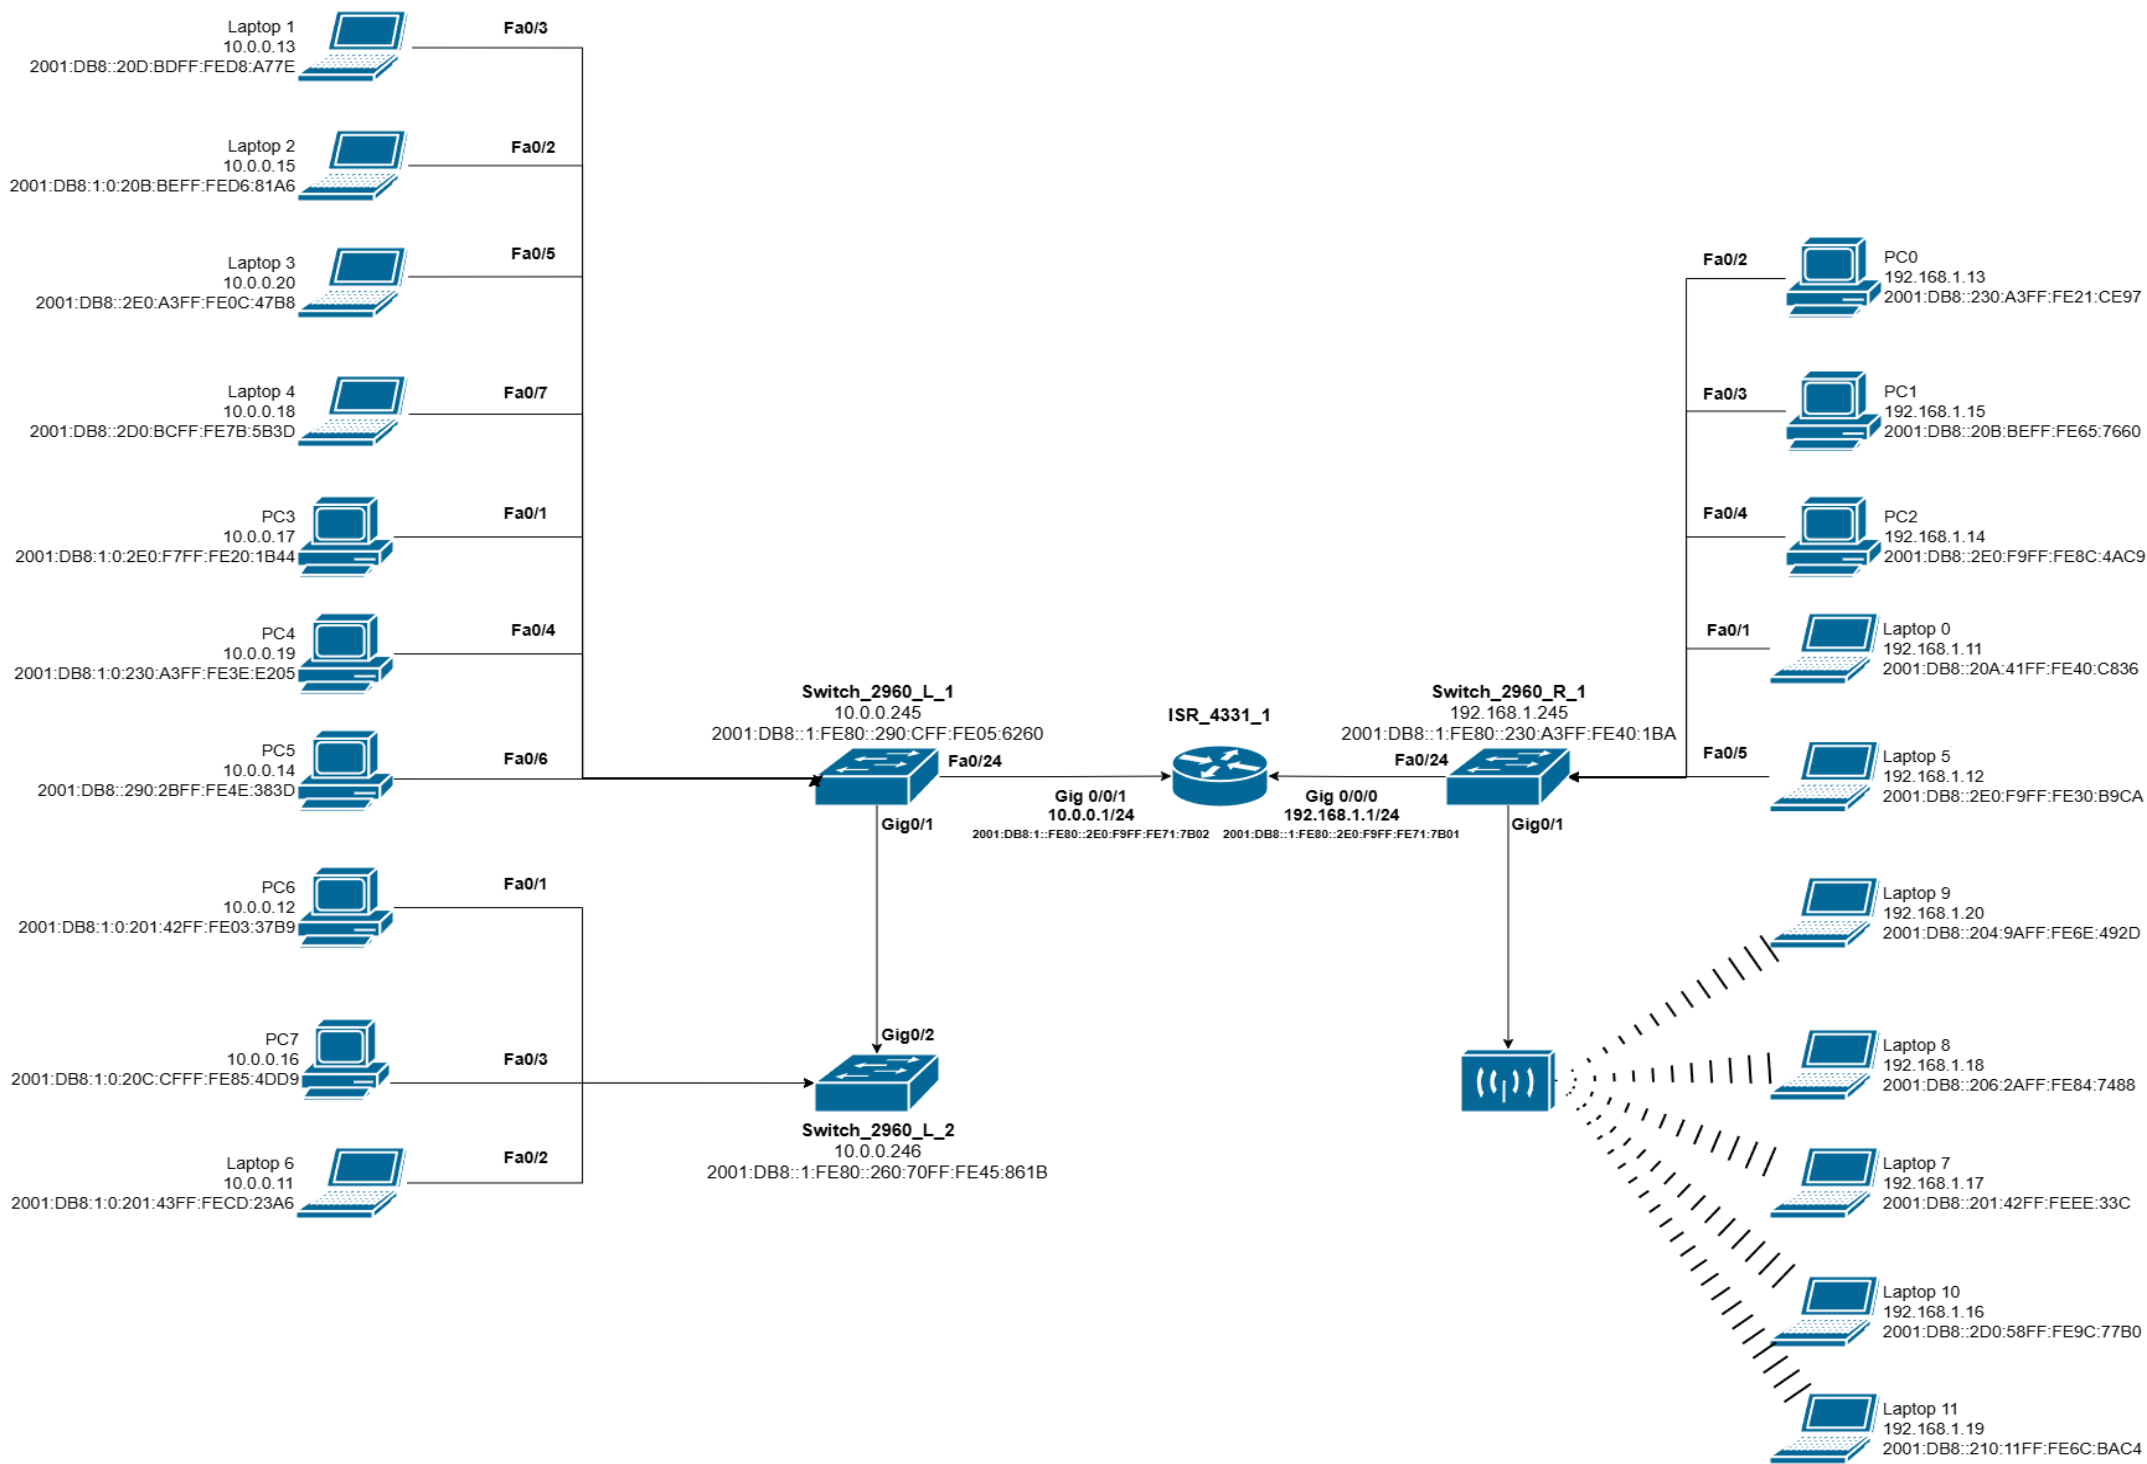 Laptop 1
10.0.0.13
2001:DB8::20D:BDFF:FED8:A77E
Fa0/3
Laptop 2
10.0.0.15
2001:DB8:1:0:20B:BEFF:FED6:81A6
Fa0/2
Laptop 3
10.0.0.20
2001:DB8::2E0:A3FF:FE0C:47B8
Fa0/5
Laptop 4
10.0.0.18
2001:DB8::2D0:BCFF:FE7B:5B3D
Fa0/7
PC3
10.0.0.17
2001:DB8:1:0:2E0:F7FF:FE20:1B44
Fa0/1
PC4
10.0.0.19
2001:DB8:1:0:230:A3FF:FE3E:E205
Fa0/4
PC5
10.0.0.14
2001:DB8::290:2BFF:FE4E:383D
Fa0/6
PC6
10.0.0.12
2001:DB8:1:0:201:42FF:FE03:37B9
Fa0/1
PC7
10.0.0.16
2001:DB8:1:0:20C:CFFF:FE85:4DD9
Fa0/3
Laptop 6
10.0.0.11
2001:DB8:1:0:201:43FF:FECD:23A6
Fa0/2
Switch_2960_L_1
10.0.0.245
2001:DB8::1:FE80::290:CFF:FE05:6260
Fa0/24
Gig0/1
Gig0/2
Switch_2960_L_2
10.0.0.246
2001:DB8::1:FE80::260:70FF:FE45:861B
ISR_4331_1
Gig 0/0/1
10.0.0.1/24
2001:DB8:1::FE80::2E0:F9FF:FE71:7B02
Gig 0/0/0
192.168.1.1/24
2001:DB8::1:FE80::2E0:F9FF:FE71:7B01
Switch_2960_R_1
192.168.1.245
2001:DB8::1:FE80::230:A3FF:FE40:1BA
Fa0/24
Gig0/1
Fa0/2
PC0
192.168.1.13
2001:DB8::230:A3FF:FE21:CE97
Fa0/3
PC1
192.168.1.15
2001:DB8::20B:BEFF:FE65:7660
Fa0/4
PC2
192.168.1.14
2001:DB8::2E0:F9FF:FE8C:4AC9
Fa0/1
Laptop 0
192.168.1.11
2001:DB8::20A:41FF:FE40:C836
Fa0/5
Laptop 5
192.168.1.12
2001:DB8::2E0:F9FF:FE30:B9CA
Laptop 9
192.168.1.20
2001:DB8::204:9AFF:FE6E:492D
Laptop 8
192.168.1.18
2001:DB8::206:2AFF:FE84:7488
Laptop 7
192.168.1.17
2001:DB8::201:42FF:FEEE:33C
Laptop 10
192.168.1.16
2001:DB8::2D0:58FF:FE9C:77B0
Laptop 11
192.168.1.19
2001:DB8::210:11FF:FE6C:BAC4